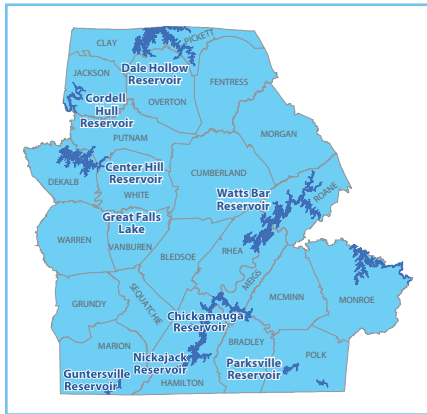 CLAY
PICKETT
Dale Hollow
Reservoir
JACKSON
FENTRESS
Cordell
Hull
Reservoir
OVERTON
PUTNAM
MORGAN
Center Hill
Reservoir
CUMBERLAND
DEKALB
WHITE
Watts Bar
Reservoir
ROANE
Great Falls
Lake
WARREN
VANBUREN
BLEDSOE
RHEA
MEIGS
MCMINN
MONROE
GRUNDY
SEQUATCHIE
Chickamauga
Reservoir
MARION
BRADLEY
POLK
Nickajack
Reservoir
Parksville
Reservoir
Guntersville
Reservoir
HAMILTON